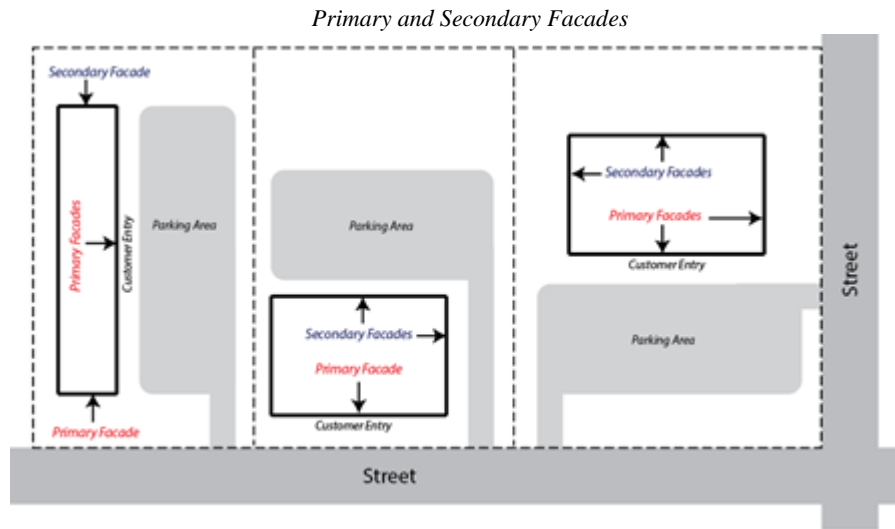 Primary and Secondary Facades
Secondary Facade
Primary Facades
Customer Entry
Parking Area
Primary Facade
Parking Area
Secondary Facades
Primary Facade
Customer Entry
Secondary Facades
Primary Facades
Customer Entry
Parking Area
Street
Street